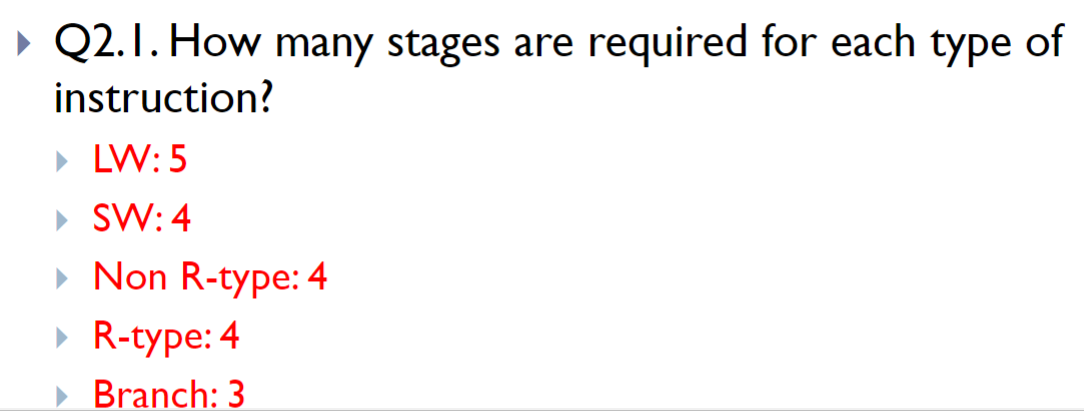 Q2.1. How many stages are required for each type of
instruction?
LW: 5
SW: 4
Non R-type: 4
R-type: 4
Branch: 3